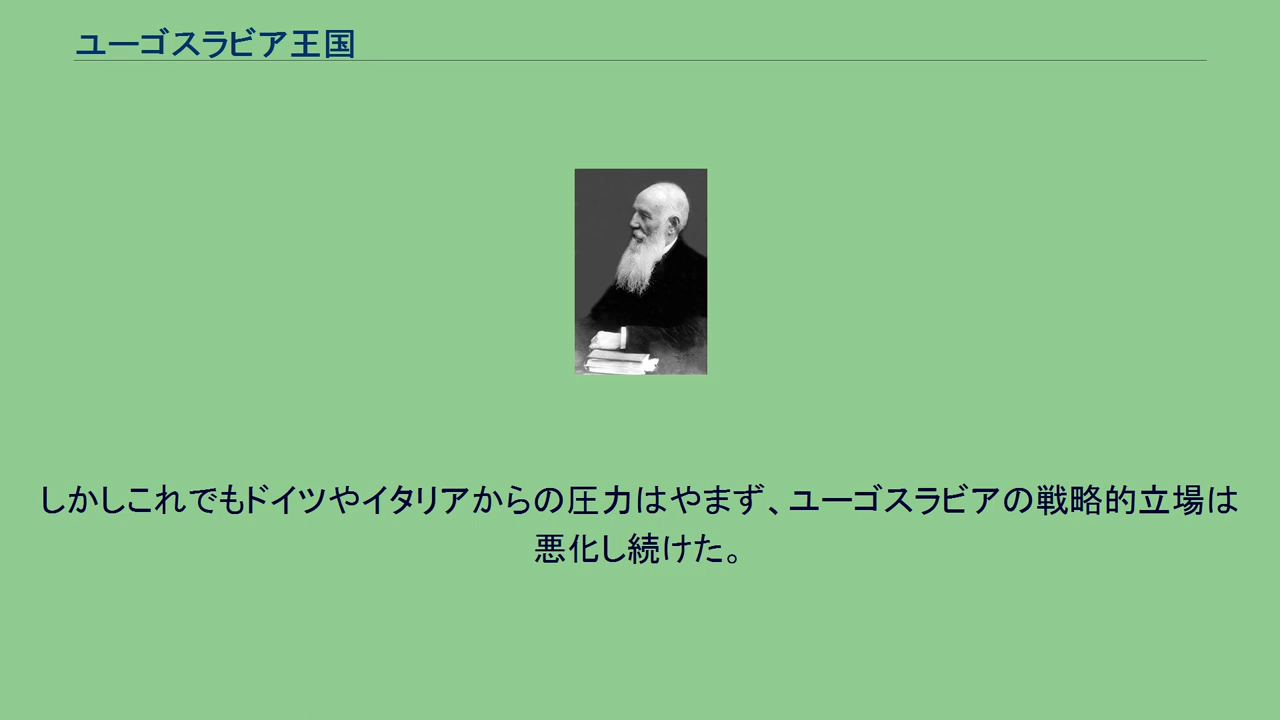 ユーゴスラビア王国
しかしこれでもドイツやイタリアからの圧力はやまず、ユーゴスラビアの戦略的立場は
悪化し続けた。